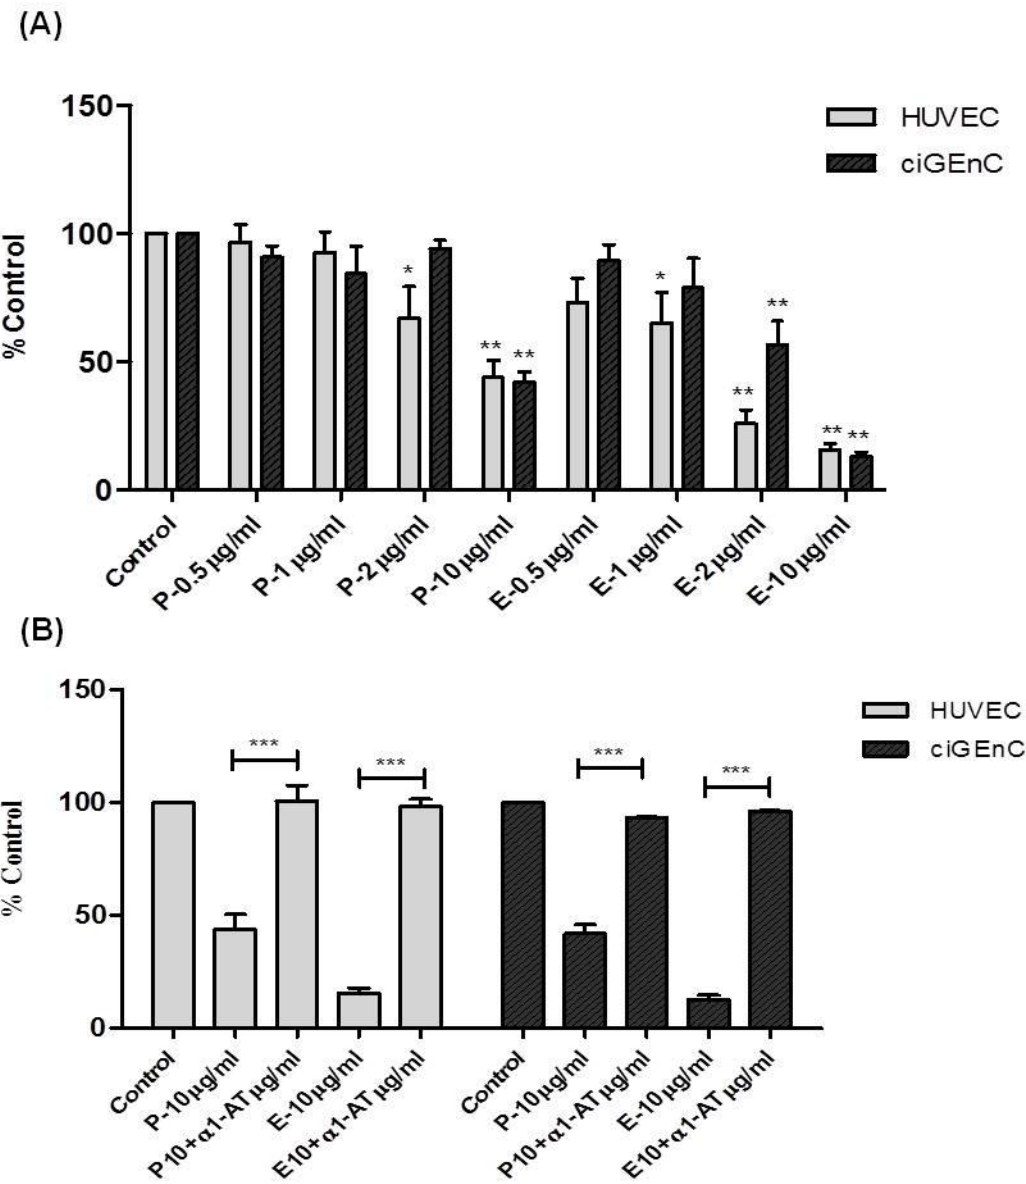 (A)
150
100
50
0
% Control
HUVEC
ciGEnC
*
**
**
*
**
**
**
**
Control
P-0.5 µg/ml
P-1 µg/ml
P-2 µg/ml
P-10 µg/ml
E-0.5 µg/ml
E-1 µg/ml
E-2 µg/ml
E-10 µg/ml
(B)
150
100
50
0
% Control
HUVEC
ciGEnC
***
***
***
***
Control
P-10µg/ml
P10+α1-AT µg/ml
E-10µg/ml
E10+α1-AT µg/ml
Control
P-10µg/ml
P10+α1-AT µg/ml
E-10µg/ml
E10+α1-AT µg/ml